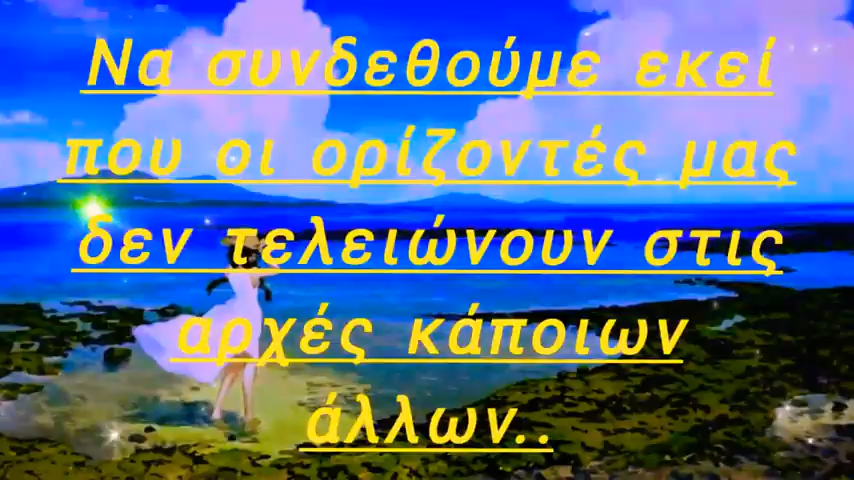 Να συνδεθούμε εκεί
που οι ορίζοντές μας
δεν τελειώνουν στις
αρχές κάποιων
άλλων..